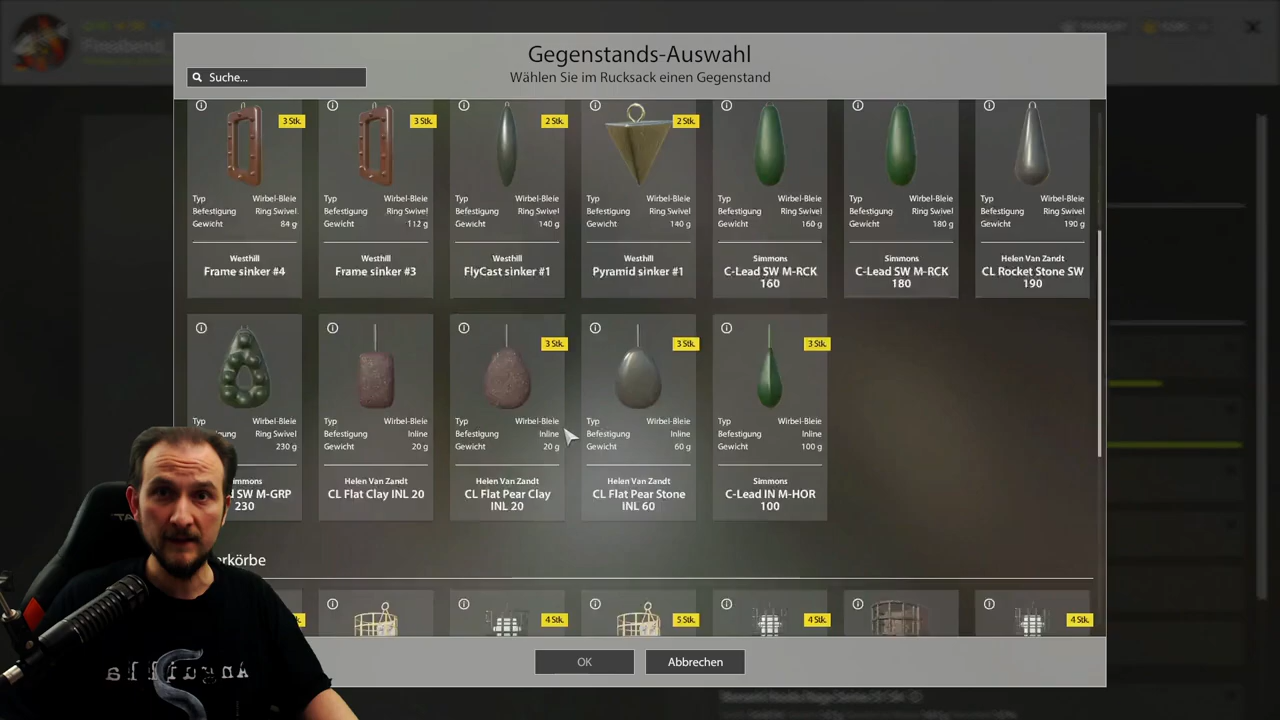 Gegenstands-Auswahl
Suche...
Wählen Sie im Rucksack einen Gegenstand
3 Stk.
3 Stk.
2 Stk.
2 Stk.
Typ Wirbel-Bleie
Befestigung Ring Swivel
Gewicht 84 g
Westhill
Frame sinker #4
Typ Wirbel-Bleie
Befestigung Ring Swivel
Gewicht 112 g
Westhill
Frame sinker #3
Typ Wirbel-Bleie
Befestigung Ring Swivel
Gewicht 140 g
Westhill
FlyCast sinker #1
Typ Wirbel-Bleie
Befestigung Ring Swivel
Gewicht 140 g
Westhill
Pyramid sinker #1
Typ Wirbel-Bleie
Befestigung Ring Swivel
Gewicht 160 g
Simmons
C-Lead SW M-RCK
160
Typ Wirbel-Bleie
Befestigung Ring Swivel
Gewicht 180 g
Simmons
C-Lead SW M-RCK
180
Typ Wirbel-Bleie
Befestigung Ring Swivel
Gewicht 190 g
Helen Van Zandt
CL Rocket Stone SW
190
3 Stk.
3 Stk.
3 Stk.
Typ Wirbel-Bleie
Ring Swivel
230 g
SW M-GRP
230
Typ Wirbel-Bleie
Befestigung Inline
Gewicht 20 g
Helen Van Zandt
CL Flat Clay INL 20
Typ Wirbel-Bleie
Befestigung Inline
Gewicht 20 g
Helen Van Zandt
CL Flat Pear Clay
INL 20
Typ Wirbel-Bleie
Befestigung Inline
Gewicht 60 g
Helen Van Zandt
CL Flat Pear Stone
INL 60
Typ Wirbel-Bleie
Befestigung Inline
Gewicht 100 g
Simmons
C-Lead IN M-HOR
100
erkörbe
4 Stk.
5 Stk.
4 Stk.
4 Stk.
OK
Abbrechen